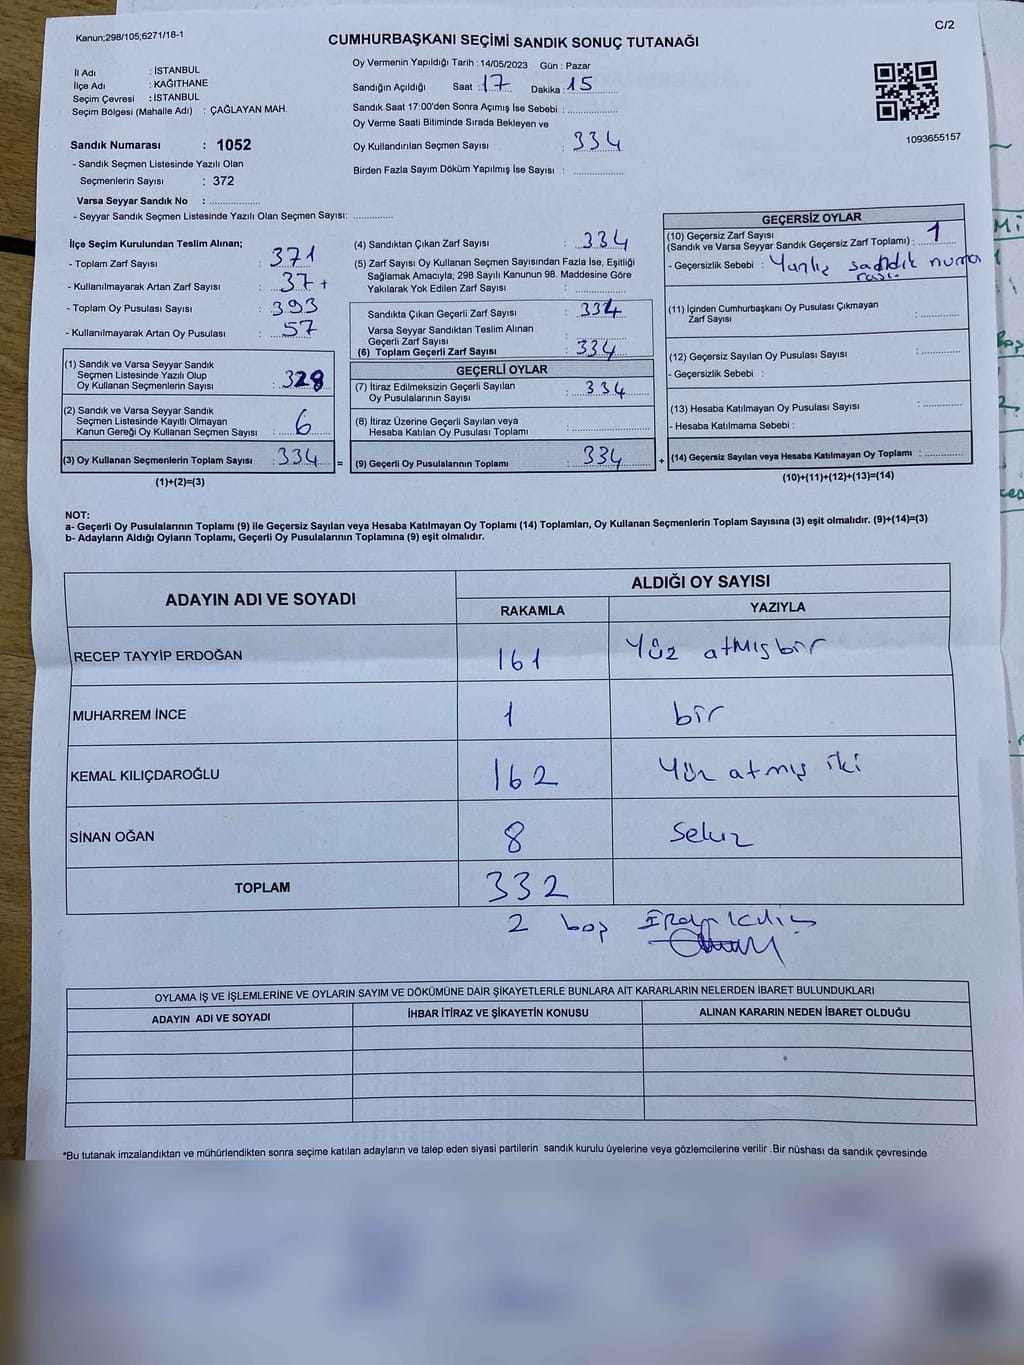 Kanun;298/105;6271/18-1
C/2
CUMHURBAŞKANI SEÇİMİ SANDIK SONUÇ TUTANAĞI
İl Adı : İSTANBUL
İlçe Adı : KAĞITHANE
Seçim Çevresi : İSTANBUL
Seçim Bölgesi (Mahalle Adı) : ÇAĞLAYAN MAH.
Sandık Numarası : 1052
- Sandık Seçmen Listesinde Yazılı Olan
Seçmenlerin Sayısı : 372
Varsa Seyyar Sandık No :
- Seyyar Sandık Seçmen Listesinde Yazılı Olan Seçmen Sayısı:
Oy Vermenin Yapıldığı Tarih : 14/05/2023 Gün : Pazar
Sandığın Açıldığı Saat : 17 Dakika : 15
Sandık Saat 17:00'den Sonra Açımış İse Sebebi :
Oy Verme Saati Bitiminde Sırada Bekleyen ve
Oy Kullandırılan Seçmen Sayısı : 334
Birden Fazla Sayım Döküm Yapılmış İse Sayısı :
1093655157
İlçe Seçim Kurulundan Teslim Alınan;
- Toplam Zarf Sayısı : 371
- Kullanılmayarak Artan Zarf Sayısı : 37
- Toplam Oy Pusulası Sayısı : 393
- Kullanılmayarak Artan Oy Pusulası : 57
(1) Sandık ve Varsa Seyyar Sandık
Seçmen Listesinde Yazılı Olup
Oy Kullanan Seçmenlerin Sayısı : 328
(2) Sandık ve Varsa Seyyar Sandık
Seçmen Listesinde Kayıtlı Olmayan
Kanun Gereği Oy Kullanan Seçmen Sayısı : 6
(3) Oy Kullanan Seçmenlerin Toplam Sayısı : 334
(1)+(2)=(3)
(4) Sandıktan Çıkan Zarf Sayısı : 334
(5) Zarf Sayısı Oy Kullanan Seçmen Sayısından Fazla İse, Eşitliği
Sağlamak Amacıyla; 298 Sayılı Kanunun 98. Maddesine Göre
Yakılarak Yok Edilen Zarf Sayısı :
Sandıkta Çıkan Geçerli Zarf Sayısı : 334
Varsa Seyyar Sandıktan Teslim Alınan
Geçerli Zarf Sayısı :
(6) Toplam Geçerli Zarf Sayısı : 334
GEÇERLİ OYLAR
(7) İtiraz Edilmeksizin Geçerli Sayılan
Oy Pusulalarının Sayısı : 334
(8) İtiraz Üzerine Geçerli Sayılan veya
Hesaba Katılan Oy Pusulası Toplamı :
= (9) Geçerli Oy Pusulalarının Toplamı : 334
GEÇERSİZ OYLAR
(10) Geçersiz Zarf Sayısı
(Sandık ve Varsa Seyyar Sandık Geçersiz Zarf Toplamı) : 1
- Geçersizlik Sebebi : Yanlız sandık numa
rası.
(11) İçinden Cumhurbaşkanı Oy Pusulası Çıkmayan
Zarf Sayısı :
(12) Geçersiz Sayılan Oy Pusulası Sayısı :
- Geçersizlik Sebebi :
(13) Hesaba Katılmayan Oy Pusulası Sayısı :
- Hesaba Katılmama Sebebi :
+ (14) Geçersiz Sayılan veya Hesaba Katılmayan Oy Toplamı :
(10)+(11)+(12)+(13)=(14)
NOT:
a- Geçerli Oy Pusulalarının Toplamı (9) ile Geçersiz Sayılan veya Hesaba Katılmayan Oy Toplamı (14) Toplamları, Oy Kullanan Seçmenlerin Toplam Sayısına (3) eşit olmalıdır. (9)+(14)=(3)
b- Adayların Aldığı Oyların Toplamı, Geçerli Oy Pusulalarının Toplamına (9) eşit olmalıdır.
ADAYIN ADI VE SOYADI
ALDIĞI OY SAYISI
RAKAMLA YAZIYLA
RECEP TAYYİP ERDOĞAN 161 Yüz atmışbir
MUHARREM İNCE 1 bir
KEMAL KILIÇDAROĞLU 162 Yüz atmış iki
SİNAN OĞAN 8 Sekiz
TOPLAM 332
2 boş
OYLAMA İŞ VE İŞLEMLERİNE VE OYLARIN SAYIM VE DÖKÜMÜNE DAİR ŞİKAYETLERLE BUNLARA AİT KARARLARIN NELERDEN İBARET BULUNDUKLARI
ADAYIN ADI VE SOYADI İHBAR İTİRAZ VE ŞİKAYETİN KONUSU ALINAN KARARIN NEDEN İBARET OLDUĞU
*Bu tutanak imzalandıktan ve mühürlendikten sonra seçime katılan adayların ve talep eden siyasi partilerin sandık kurulu üyelerine veya gözlemcilerine verilir .Bir nüshası da sandık çevresinde